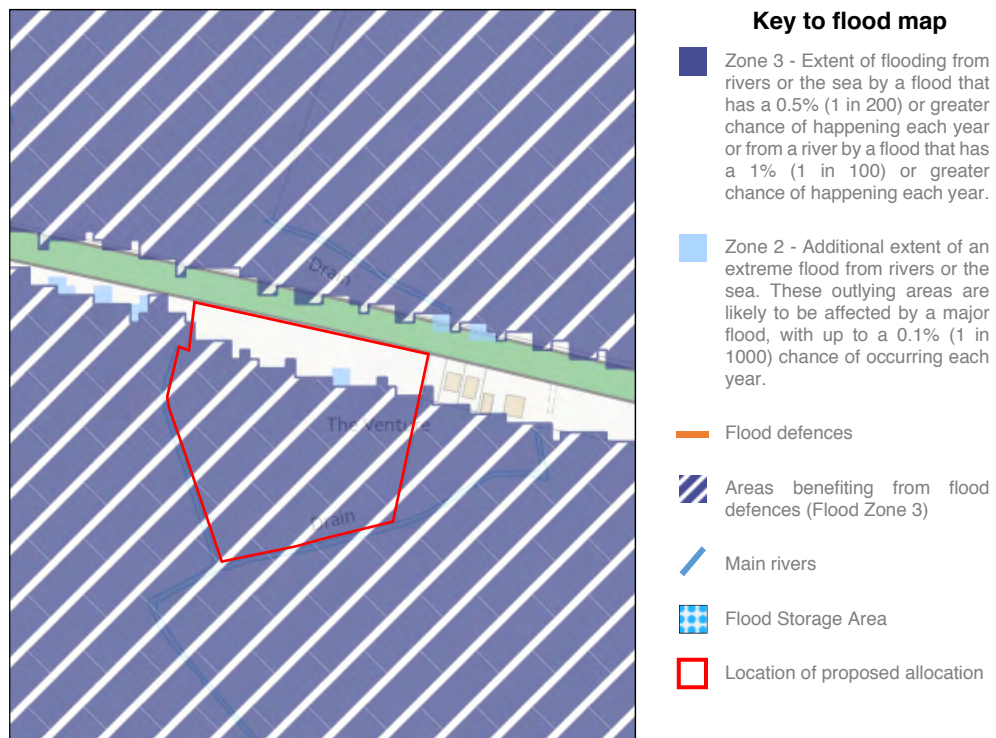 Key to flood map
Zone 3 - Extent of flooding from
rivers or the sea by a flood that
has a 0.5% (1 in 200) or greater
chance of happening each year
or from a river by a flood that has
a 1% (1 in 100) or greater
chance of happening each year.
Zone 2 - Additional extent of an
extreme flood from rivers or the
sea. These outlying areas are
likely to be affected by a major
flood, with up to a 0.1% (1 in
1000) chance of occurring each
year.
Flood defences
Areas benefiting from flood
defences (Flood Zone 3)
Main rivers
Flood Storage Area
Location of proposed allocation
Drain
The Venture
Drain